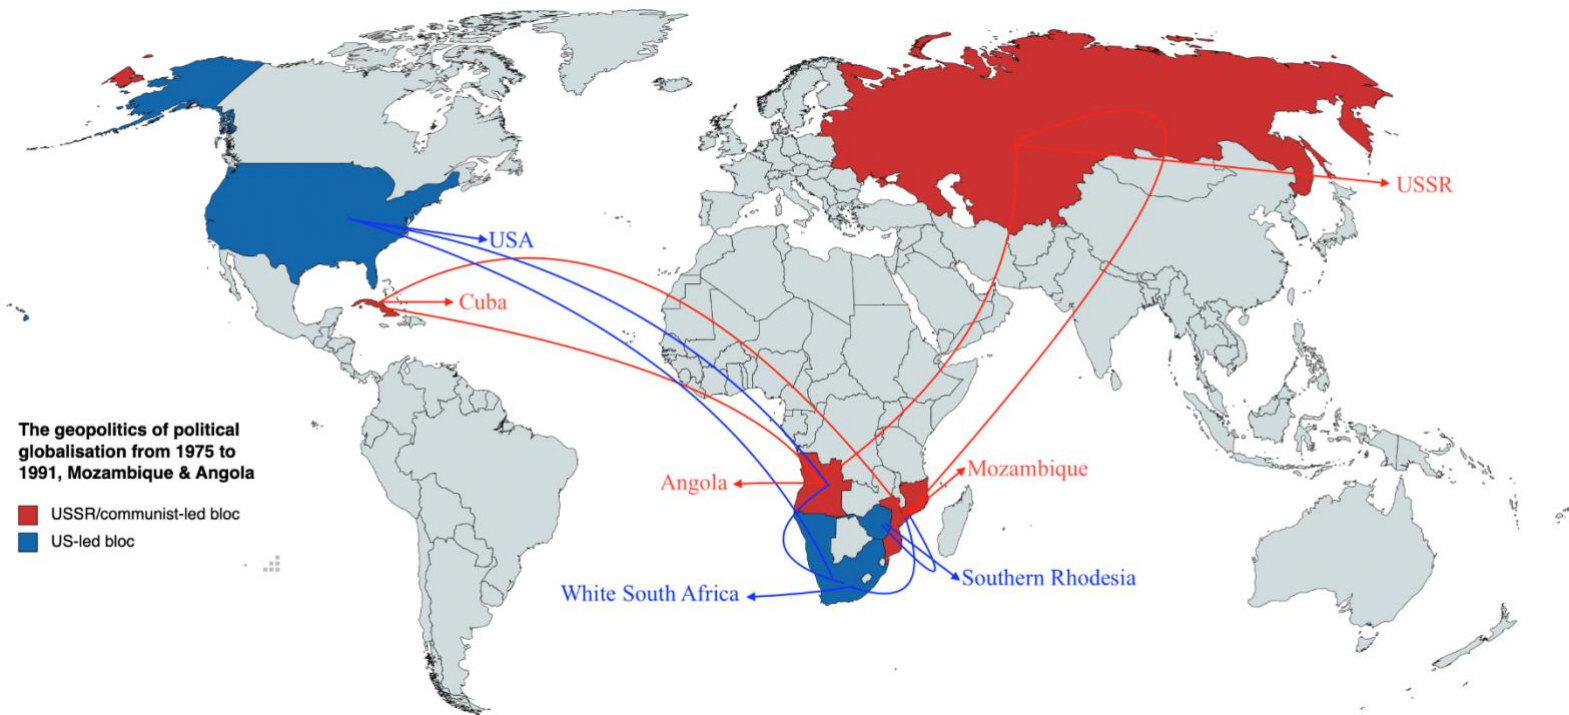 USSR
USA
Cuba
The geopolitics of political
globalisation from 1975 to
1991, Mozambique & Angola
USSR/communist-led bloc
US-led bloc
Angola
Mozambique
Southern Rhodesia
White South Africa